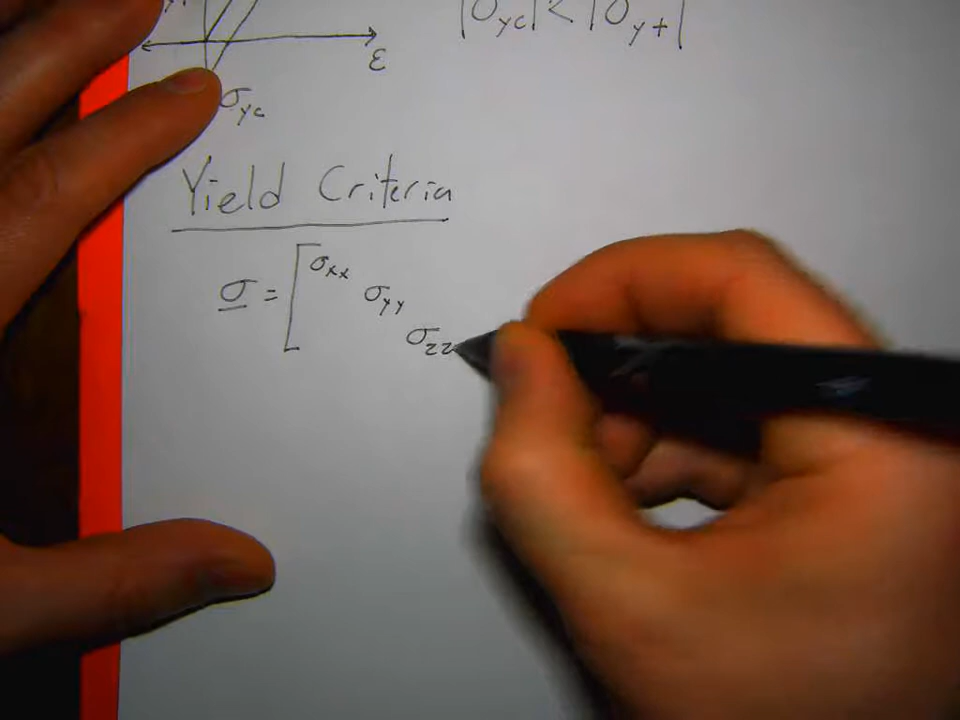 |σyc| < |σyt|
ε
σyc
Yield Criteria
σ = [σxx
σyy
σzz